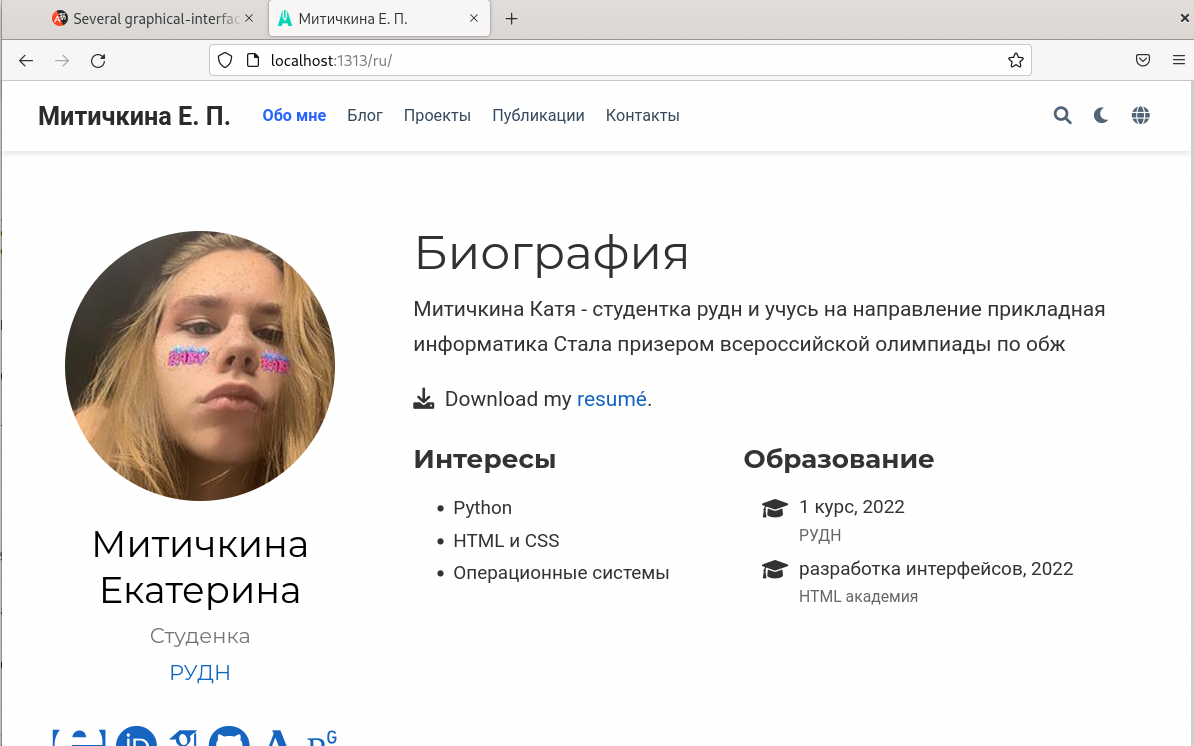 Several graphical-interfac
Митичкина Е. П.
localhost:1313/ru/
Митичкина Е. П.
Обо мне
Блог
Проекты
Публикации
Контакты
Биография
Митичкина Катя - студентка рудн и учусь на направление прикладная
информатика Стала призером всероссийской олимпиады по обж
Download my resumé.
Интересы
Python
HTML и CSS
Операционные системы
Образование
1 курс, 2022
РУДН
разработка интерфейсов, 2022
HTML академия
Митичкина
Екатерина
Студенка
РУДН